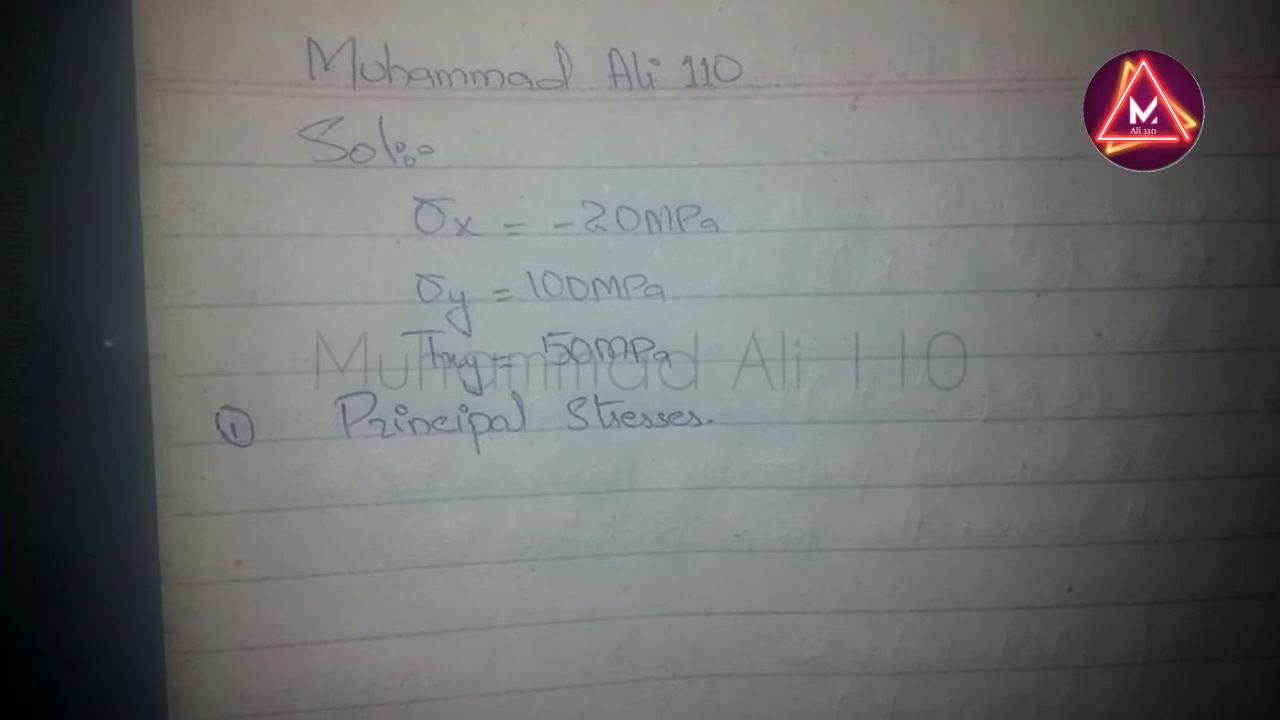 Muhammad Ali 110
M
Ali 110
Sol:-
σx = -20MPa
σy = 100MPa
τxy = 50MPa
Muhammad Ali 110
① Principal Stresses.